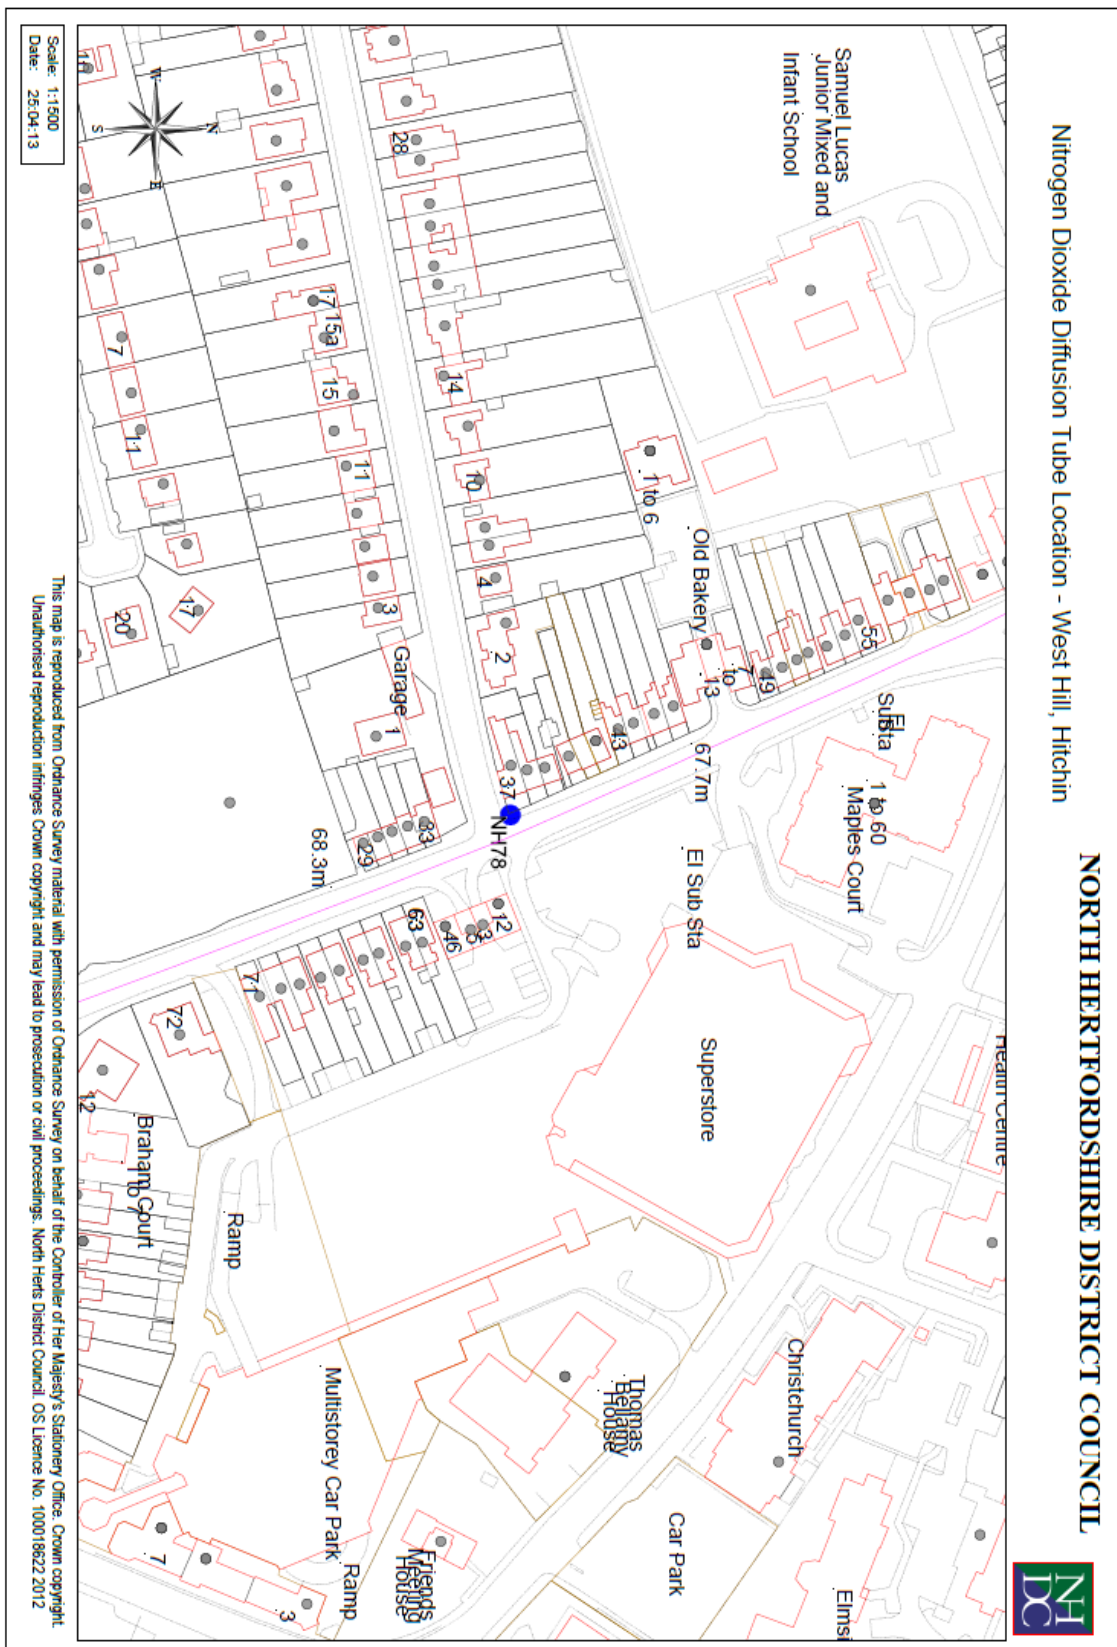 NORTH HERTFORDSHIRE DISTRICT COUNCIL
NH
DC
Nitrogen Dioxide Diffusion Tube Location - West Hill, Hitchin
Samuel Lucas
Junior Mixed and
Infant School
Health Centre
55
El
Sub Sta
1 to 60
Maples Court
Old Bakery
7
to
13
49
67.7m
El Sub Sta
Superstore
Christchurch
Elmsi
Car Park
1 to 6
43
37
NH78
12
3
46
63
71
Thomas
Bellamy
House
Friends
Meeting
House
28
14
10
4
2
17
15a
15
11
3
Garage
1
33
29
68.3m
Multistorey Car Park
Ramp
Ramp
3
7
72
12
Braham Court
1 to 7
7
11
17
20
W
N
S
E
Scale: 1:1500
Date: 25:04:13
This map is reproduced from Ordnance Survey material with permission of Ordnance Survey on behalf of the Controller of Her Majesty's Stationery Office. Crown copyright.
Unauthorised reproduction infringes Crown copyright and may lead to prosecution or civil proceedings. North Herts District Council. OS Licence No. 100018622 2012